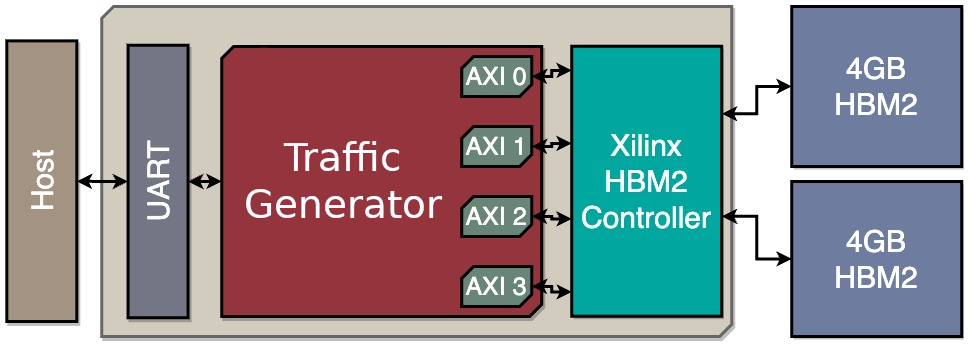 Host
UART
Traffic
Generator
AXI 0
AXI 1
AXI 2
AXI 3
Xilinx
HBM2
Controller
4GB
HBM2
4GB
HBM2